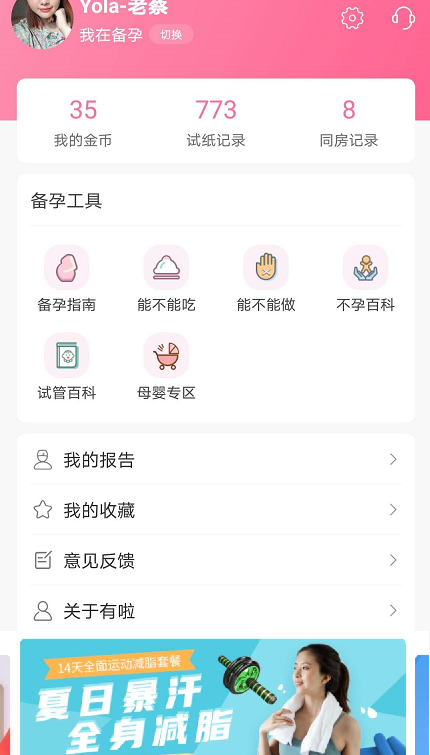 Yola-老蔡
我在备孕 切换
35 773 8
我的金币 试纸记录 同房记录
备孕工具
备孕指南 能不能吃 能不能做 不孕百科
试管百科 母婴专区
我的报告
我的收藏
意见反馈
关于有啦
14天全面运动减脂套餐
夏日暴汗
全身减脂